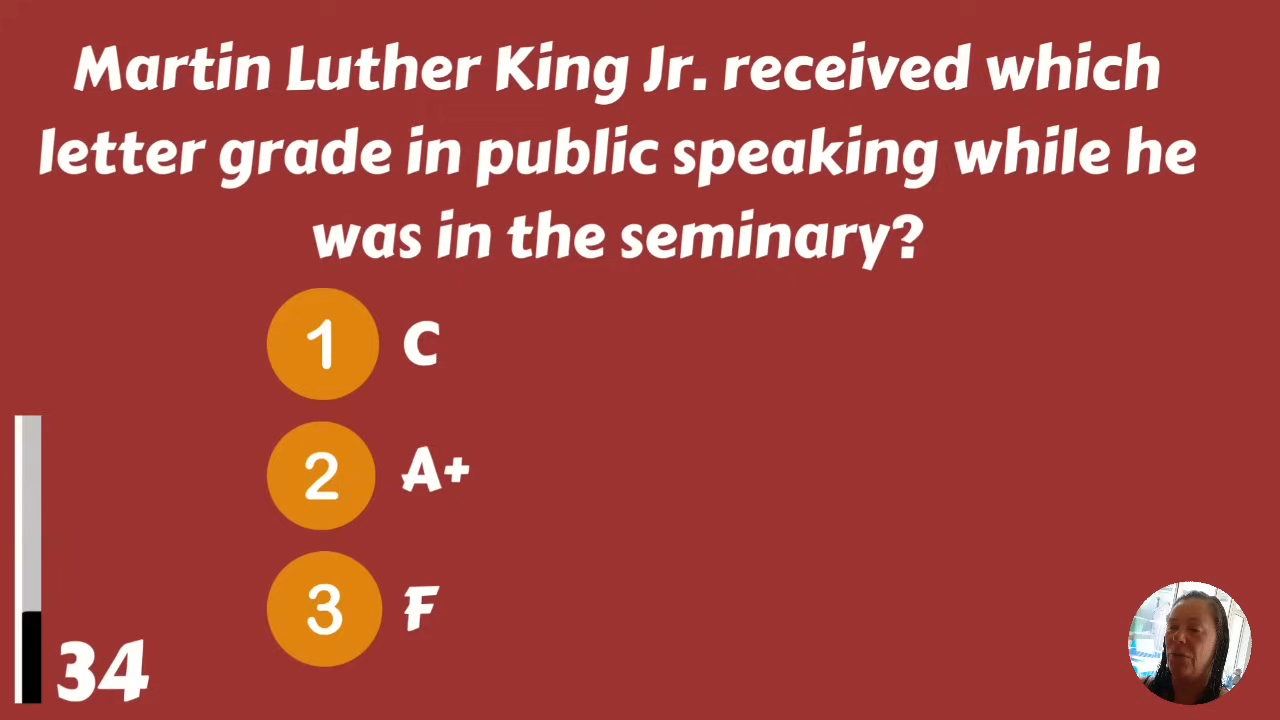 Martin Luther King Jr. received which
letter grade in public speaking while he
was in the seminary?
1 C
2 A+
3 F
34